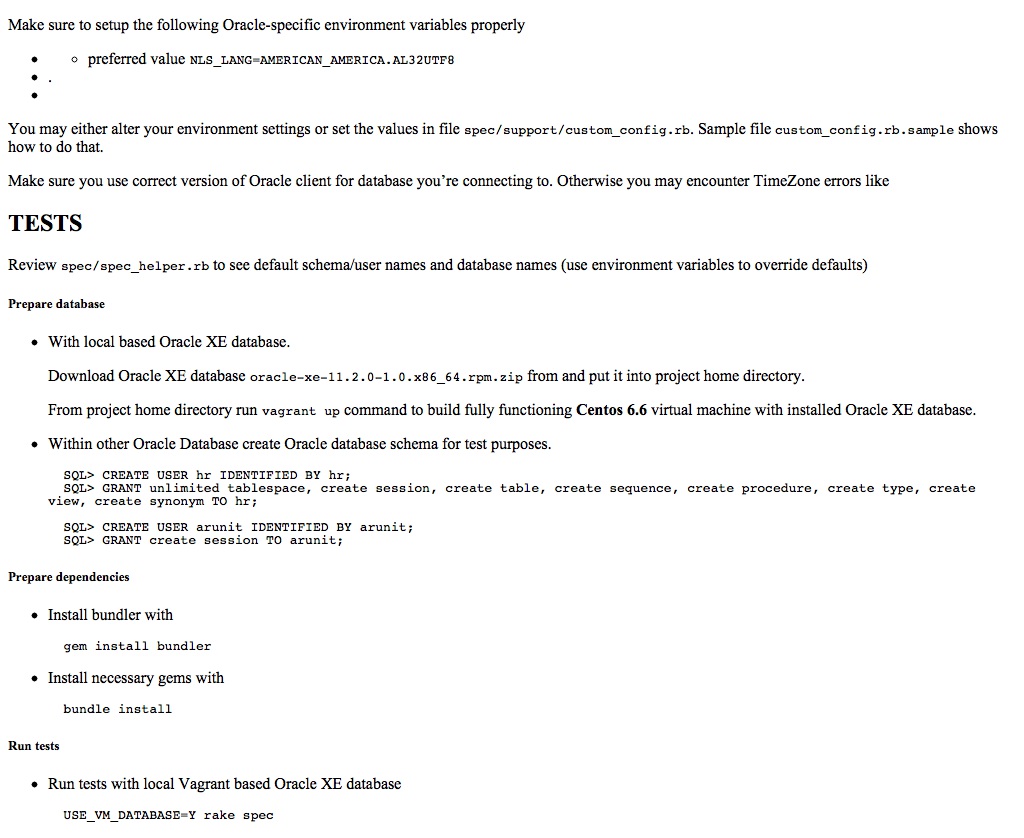 Make sure to setup the following Oracle-specific environment variables properly
preferred value NLS_LANG=AMERICAN_AMERICA.AL32UTF8
.
You may either alter your environment settings or set the values in file spec/support/custom_config.rb. Sample file custom_config.rb.sample shows
how to do that.
Make sure you use correct version of Oracle client for database you’re connecting to. Otherwise you may encounter TimeZone errors like
TESTS
Review spec/spec_helper.rb to see default schema/user names and database names (use environment variables to override defaults)
Prepare database
With local based Oracle XE database.
Download Oracle XE database oracle-xe-11.2.0-1.0.x86_64.rpm.zip from and put it into project home directory.
From project home directory run vagrant up command to build fully functioning Centos 6.6 virtual machine with installed Oracle XE database.
Within other Oracle Database create Oracle database schema for test purposes.
SQL> CREATE USER hr IDENTIFIED BY hr;
SQL> GRANT unlimited tablespace, create session, create table, create sequence, create procedure, create type, create
view, create synonym TO hr;
SQL> CREATE USER arunit IDENTIFIED BY arunit;
SQL> GRANT create session TO arunit;
Prepare dependencies
Install bundler with
gem install bundler
Install necessary gems with
bundle install
Run tests
Run tests with local Vagrant based Oracle XE database
USE_VM_DATABASE=Y rake spec